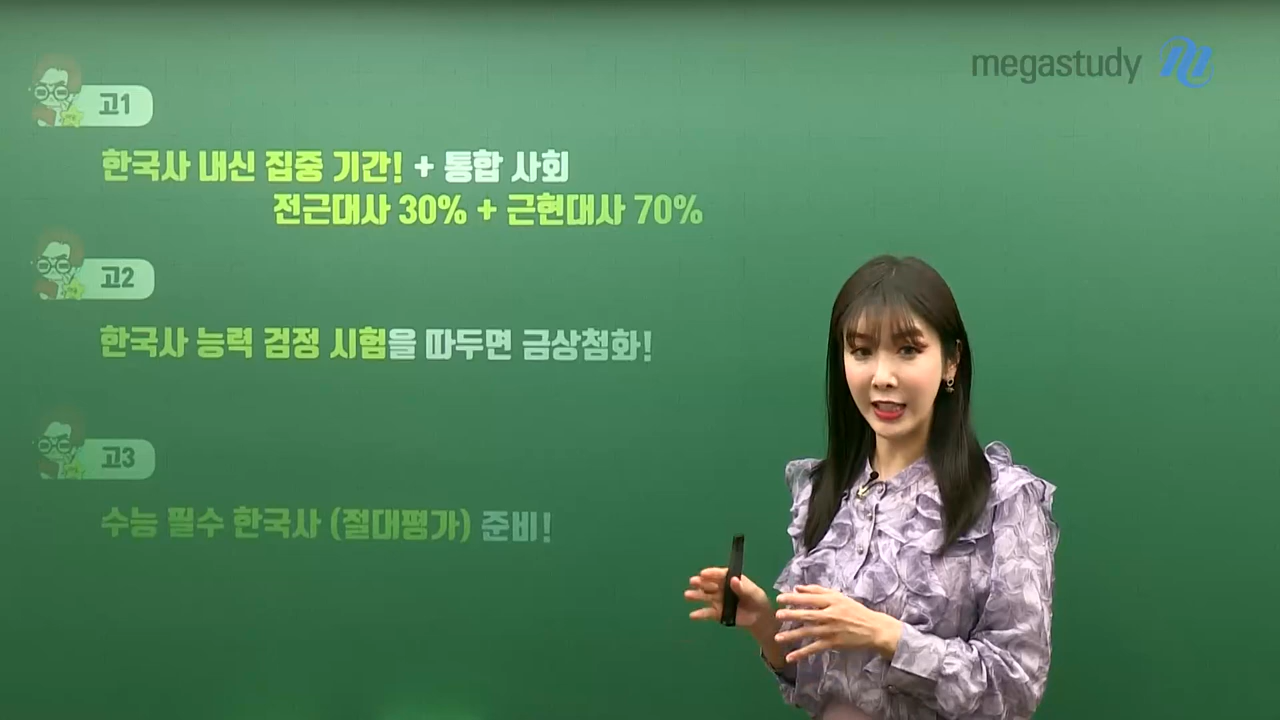 megastudy
고1
한국사 내신 집중 기간! + 통합 사회
전근대사 30% + 근현대사 70%
고2
한국사 능력 검정 시험을 따두면 금상첨화!
고3
수능 필수 한국사 (절대평가) 준비!